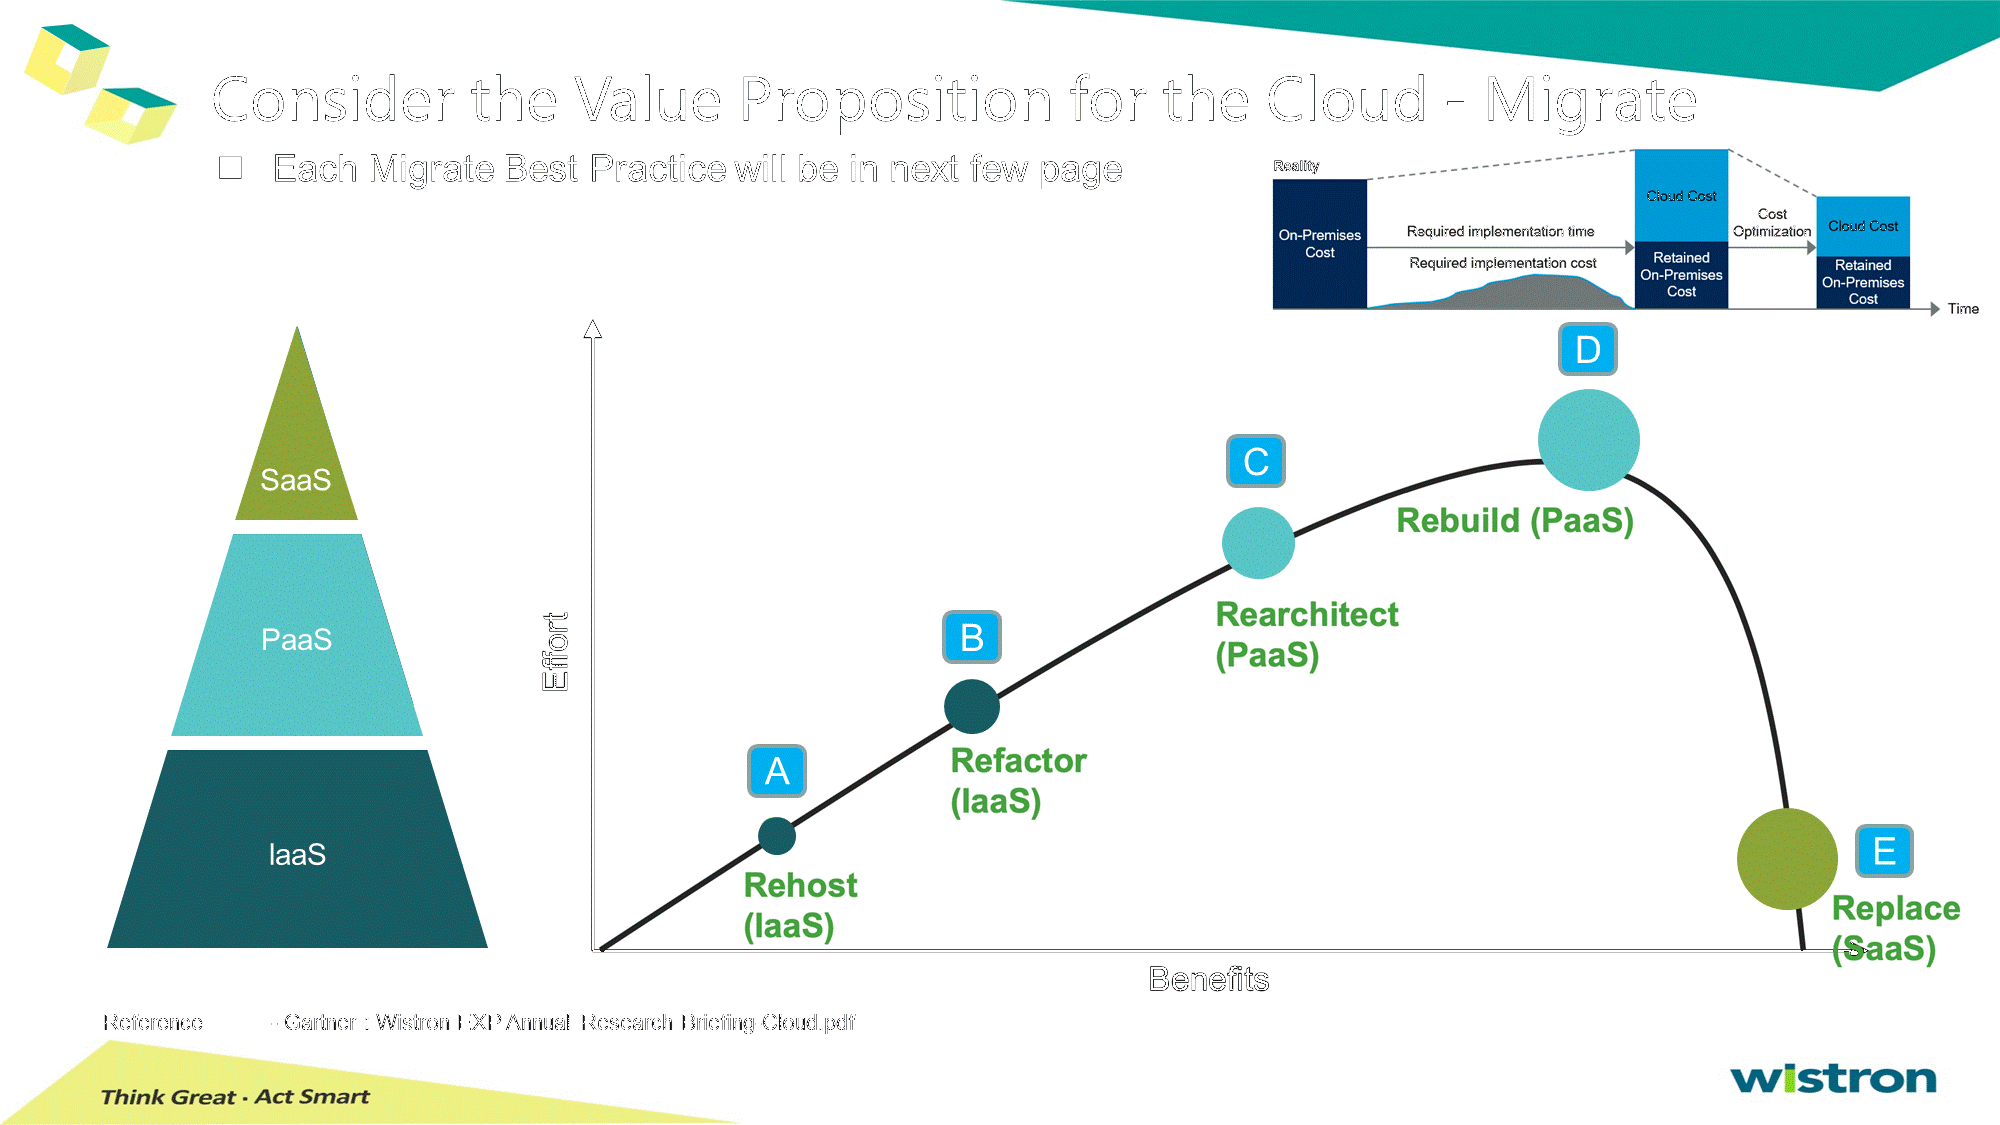 Consider the Value Proposition for the Cloud - Migrate
Each Migrate Best Practice will be in next few page
Reality
On-Premises
Cost
Required implementation time
Required implementation cost
Cloud Cost
Retained
On-Premises
Cost
Cost
Optimization
Cloud Cost
Retained
On-Premises
Cost
Time
SaaS
PaaS
IaaS
Effort
A
Rehost
(IaaS)
B
Refactor
(IaaS)
C
Rearchitect
(PaaS)
D
Rebuild (PaaS)
E
Replace
(SaaS)
Benefits
Reference - Gartner : Wistron EXP Annual Research Briefing Cloud.pdf
Think Great · Act Smart
wistron